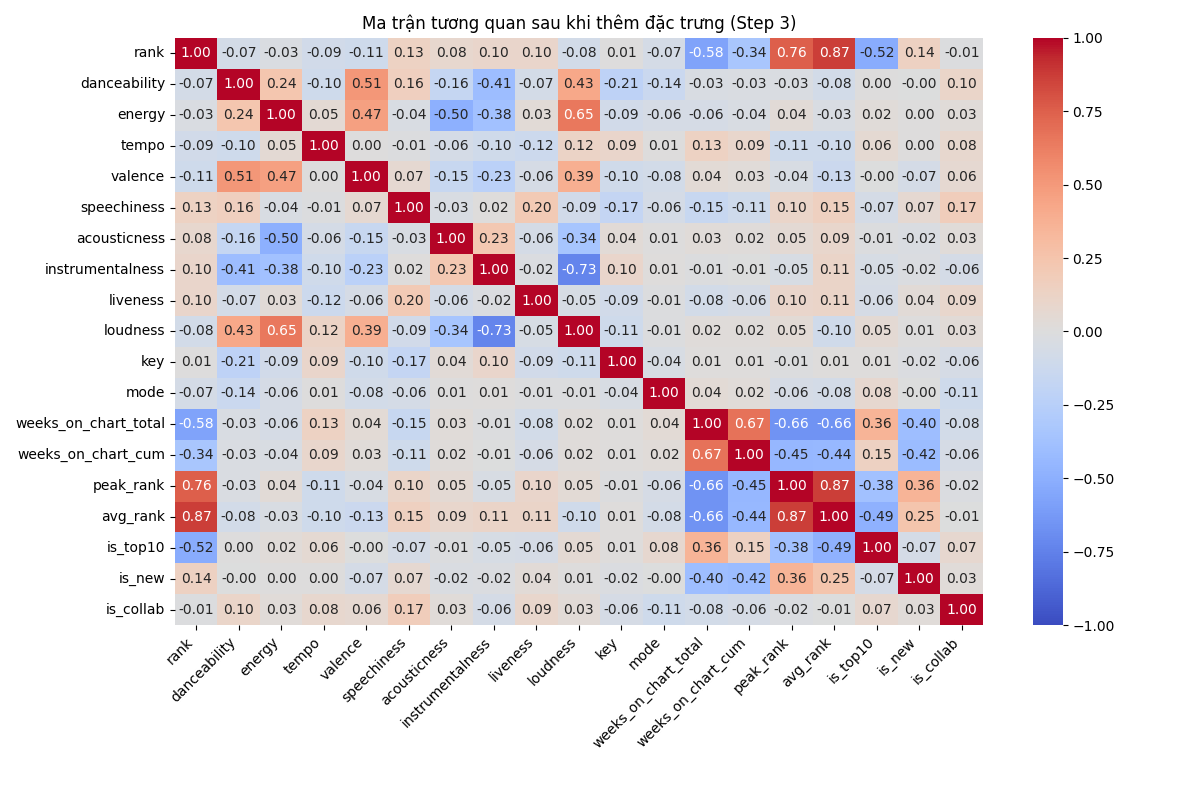 Ma trận tương quan sau khi thêm đặc trưng (Step 3)
rank 1.00 -0.07 -0.03 -0.09 -0.11 0.13 0.08 0.10 0.10 -0.08 0.01 -0.07 -0.58 -0.34 0.76 0.87 -0.52 0.14 -0.01
danceability -0.07 1.00 0.24 -0.10 0.51 0.16 -0.16 -0.41 -0.07 0.43 -0.21 -0.14 -0.03 -0.03 -0.03 -0.08 0.00 -0.00 0.10
energy -0.03 0.24 1.00 0.05 0.47 -0.04 -0.50 -0.38 0.03 0.65 -0.09 -0.06 -0.06 -0.04 0.04 -0.03 0.02 0.00 0.03
tempo -0.09 -0.10 0.05 1.00 0.00 -0.01 -0.06 -0.10 -0.12 0.12 0.09 0.01 0.13 0.09 -0.11 -0.10 0.06 0.00 0.08
valence -0.11 0.51 0.47 0.00 1.00 0.07 -0.15 -0.23 -0.06 0.39 -0.10 -0.08 0.04 0.03 -0.04 -0.13 -0.00 -0.07 0.06
speechiness 0.13 0.16 -0.04 -0.01 0.07 1.00 -0.03 0.02 0.20 -0.09 -0.17 -0.06 -0.15 -0.11 0.10 0.15 -0.07 0.07 0.17
acousticness 0.08 -0.16 -0.50 -0.06 -0.15 -0.03 1.00 0.23 -0.06 -0.34 0.04 0.01 0.03 0.02 0.05 0.09 -0.01 -0.02 0.03
instrumentalness 0.10 -0.41 -0.38 -0.10 -0.23 0.02 0.23 1.00 -0.02 -0.73 0.10 0.01 -0.01 -0.01 -0.05 0.11 -0.05 -0.02 -0.06
liveness 0.10 -0.07 0.03 -0.12 -0.06 0.20 -0.06 -0.02 1.00 -0.05 -0.09 -0.01 -0.08 -0.06 0.10 0.11 -0.06 0.04 0.09
loudness -0.08 0.43 0.65 0.12 0.39 -0.09 -0.34 -0.73 -0.05 1.00 -0.11 -0.01 0.02 0.02 0.05 -0.10 0.05 0.01 0.03
key 0.01 -0.21 -0.09 0.09 -0.10 -0.17 0.04 0.10 -0.09 -0.11 1.00 -0.04 0.01 0.01 -0.01 0.01 0.01 -0.02 -0.06
mode -0.07 -0.14 -0.06 0.01 -0.08 -0.06 0.01 0.01 -0.01 -0.01 -0.04 1.00 0.04 0.02 -0.06 -0.08 0.08 -0.00 -0.11
weeks_on_chart_total -0.58 -0.03 -0.06 0.13 0.04 -0.15 0.03 -0.01 -0.08 0.02 0.01 0.04 1.00 0.67 -0.66 -0.66 0.36 -0.40 -0.08
weeks_on_chart_cum -0.34 -0.03 -0.04 0.09 0.03 -0.11 0.02 -0.01 -0.06 0.02 0.01 0.02 0.67 1.00 -0.45 -0.44 0.15 -0.42 -0.06
peak_rank 0.76 -0.03 0.04 -0.11 -0.04 0.10 0.05 -0.05 0.10 0.05 -0.01 -0.06 -0.66 -0.45 1.00 0.87 -0.38 0.36 -0.02
avg_rank 0.87 -0.08 -0.03 -0.10 -0.13 0.15 0.09 0.11 0.11 -0.10 0.01 -0.08 -0.66 -0.44 0.87 1.00 -0.49 0.25 -0.01
is_top10 -0.52 0.00 0.02 0.06 -0.00 -0.07 -0.01 -0.05 -0.06 0.05 0.01 0.08 0.36 0.15 -0.38 -0.49 1.00 -0.07 0.07
is_new 0.14 -0.00 0.00 0.00 -0.07 0.07 -0.02 -0.02 0.04 0.01 -0.02 -0.00 -0.40 -0.42 0.36 0.25 -0.07 1.00 0.03
is_collab -0.01 0.10 0.03 0.08 0.06 0.17 0.03 -0.06 0.09 0.03 -0.06 -0.11 -0.08 -0.06 -0.02 -0.01 0.07 0.03 1.00
rank danceability energy tempo valence speechiness acousticness instrumentalness liveness loudness key mode weeks_on_chart_total weeks_on_chart_cum peak_rank avg_rank is_top10 is_new is_collab
1.00
0.75
0.50
0.25
0.00
−0.25
−0.50
−0.75
−1.00